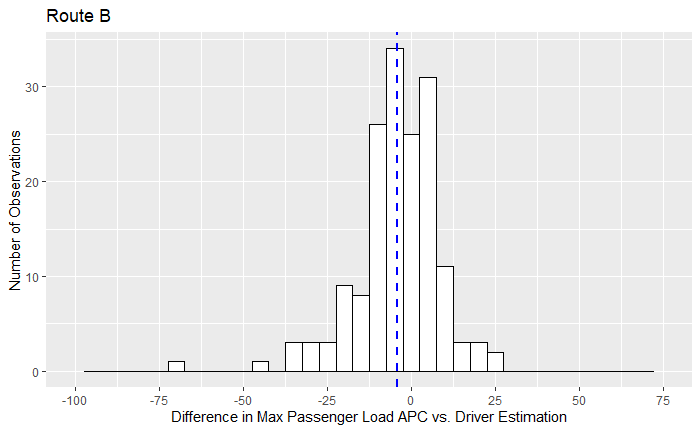 Route B
Number of Observations
30
20
10
0
-100 -75 -50 -25 0 25 50 75
Difference in Max Passenger Load APC vs. Driver Estimation